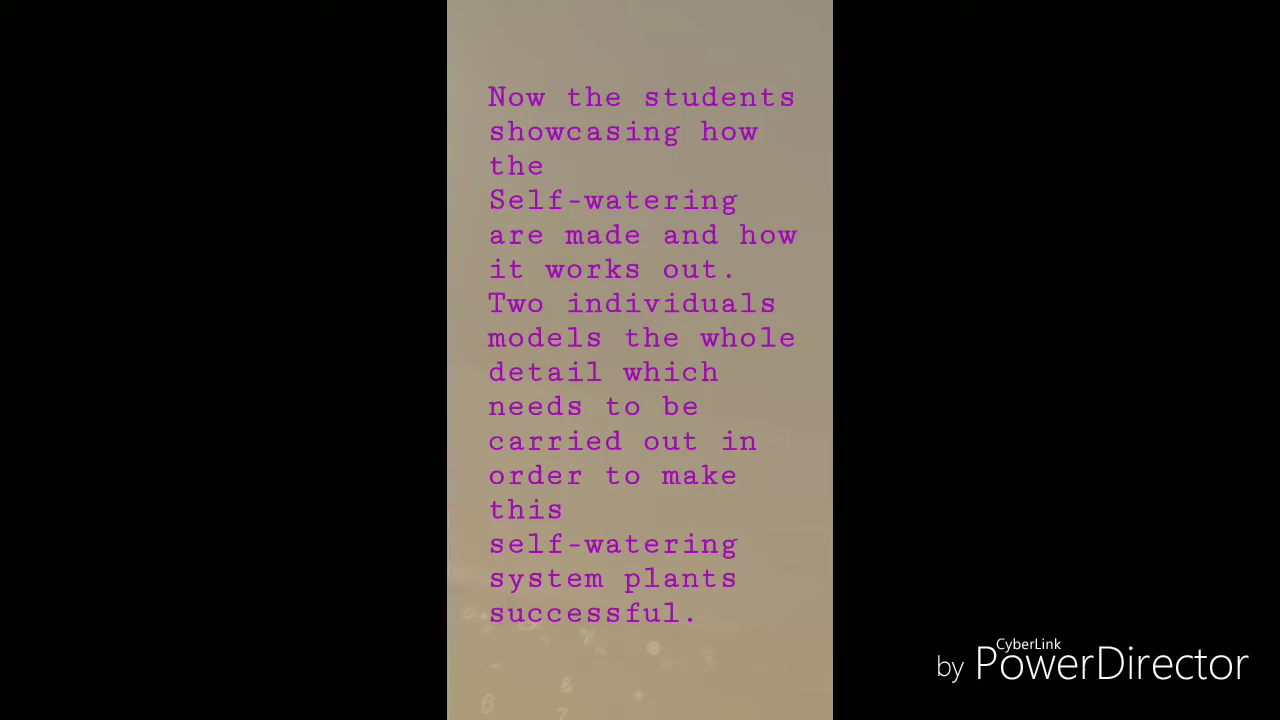 Now the students
showcasing how
the
Self-watering
are made and how
it works out.
Two individuals
models the whole
detail which
needs to be
carried out in
order to make
this
self-watering
system plants
successful.
&
6
7
CyberLink
by PowerDirector